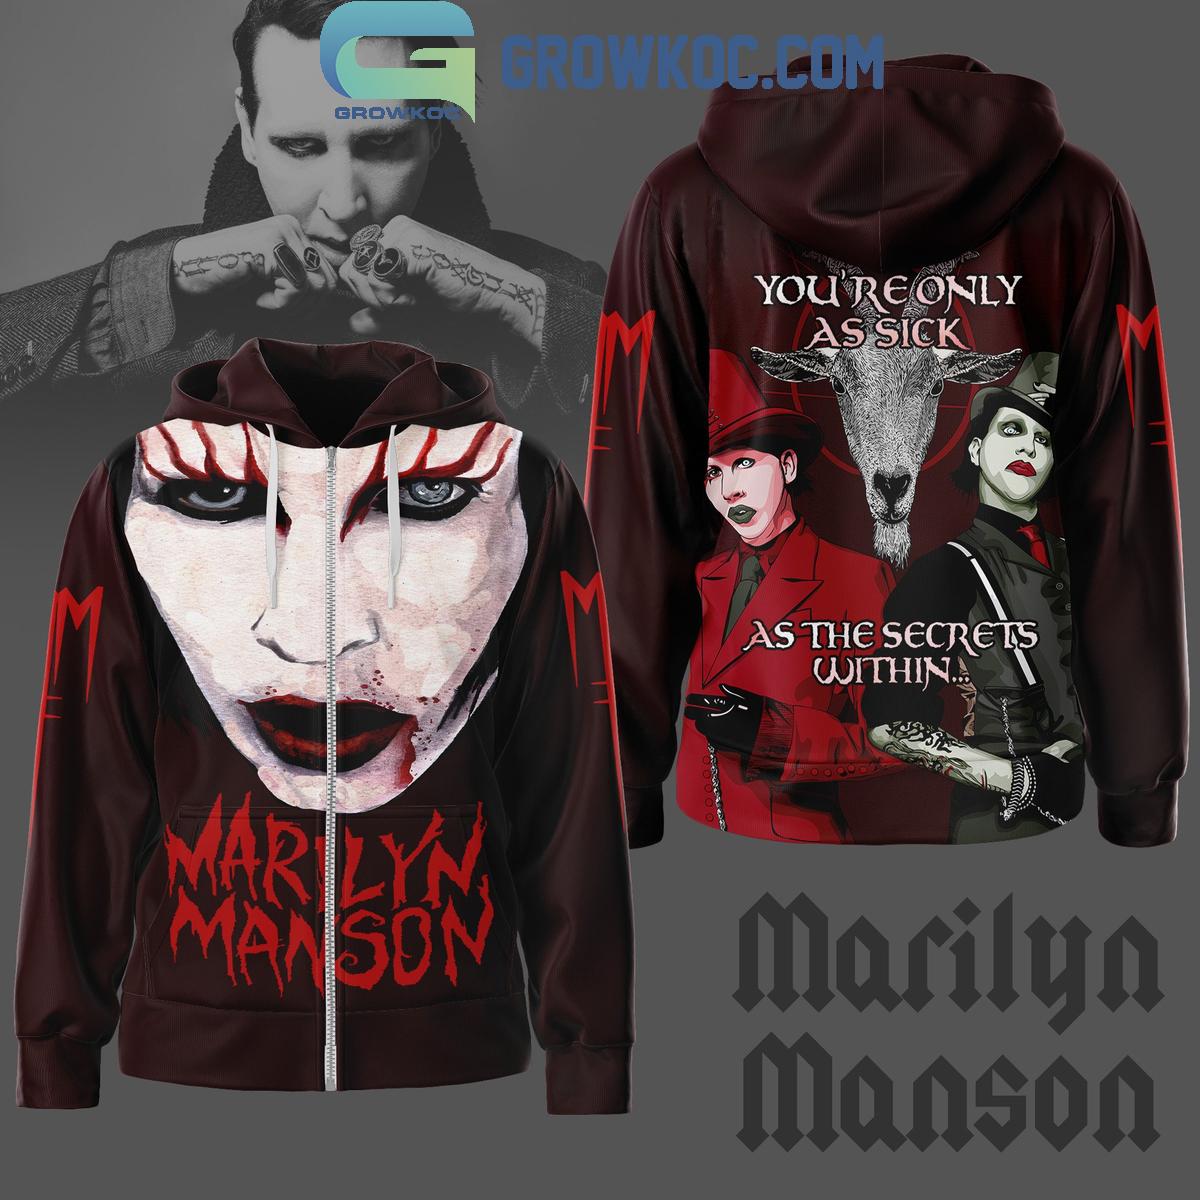 GROWKOC
GROWKOC.COM
YOU'RE ONLY
AS SICK
AS THE SECRETS
WITHIN...
M
M
M
M
MARILYN
MANSON
Marilyn
Manson